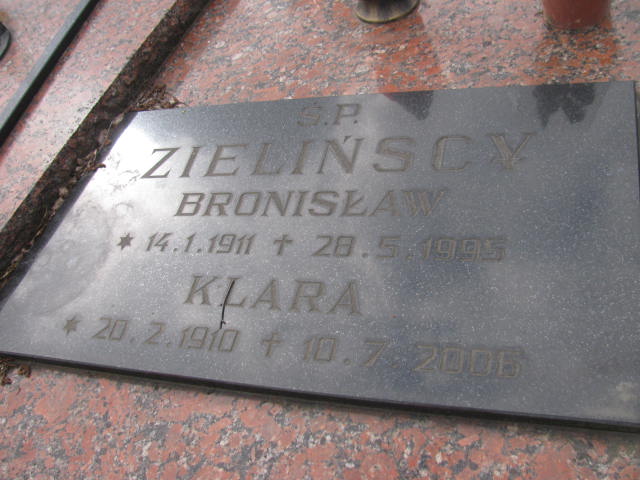 Ś.P.
ZIELIŃSCY
BRONISŁAW
* 14.1.1911 † 28.5.1995
KLARA
* 20.2.1910 † 10.7.2006